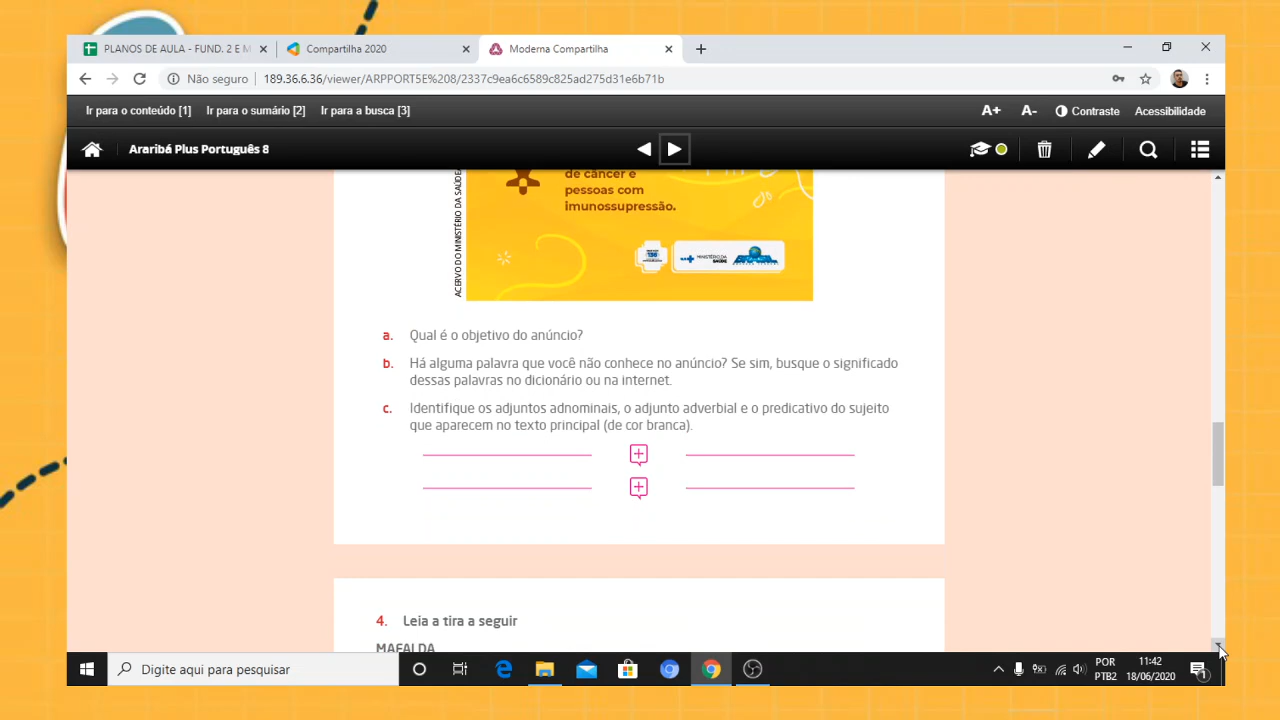 PLANOS DE AULA - FUND. 2 E M
Compartilha 2020
Moderna Compartilha
Não seguro
189.36.6.36/viewer/ARPPORT5E%208/2337c9ea6c6589c825ad275d31e6b71b
Ir para o conteúdo [1]
Ir para o sumário [2]
Ir para a busca [3]
A+
A-
Contraste
Acessibilidade
Araribá Plus Português 8
de câncer e
pessoas com
imunossupressão.
ACERVO DO MINISTÉRIO DA SAÚDE
136
MINISTÉRIO DA
SAÚDE
a. Qual é o objetivo do anúncio?
b. Há alguma palavra que você não conhece no anúncio? Se sim, busque o significado
dessas palavras no dicionário ou na internet.
c. Identifique os adjuntos adnominais, o adjunto adverbial e o predicativo do sujeito
que aparecem no texto principal (de cor branca).
4. Leia a tira a seguir
MAFALDA
Digite aqui para pesquisar
POR
PTB2
11:42
18/06/2020
1